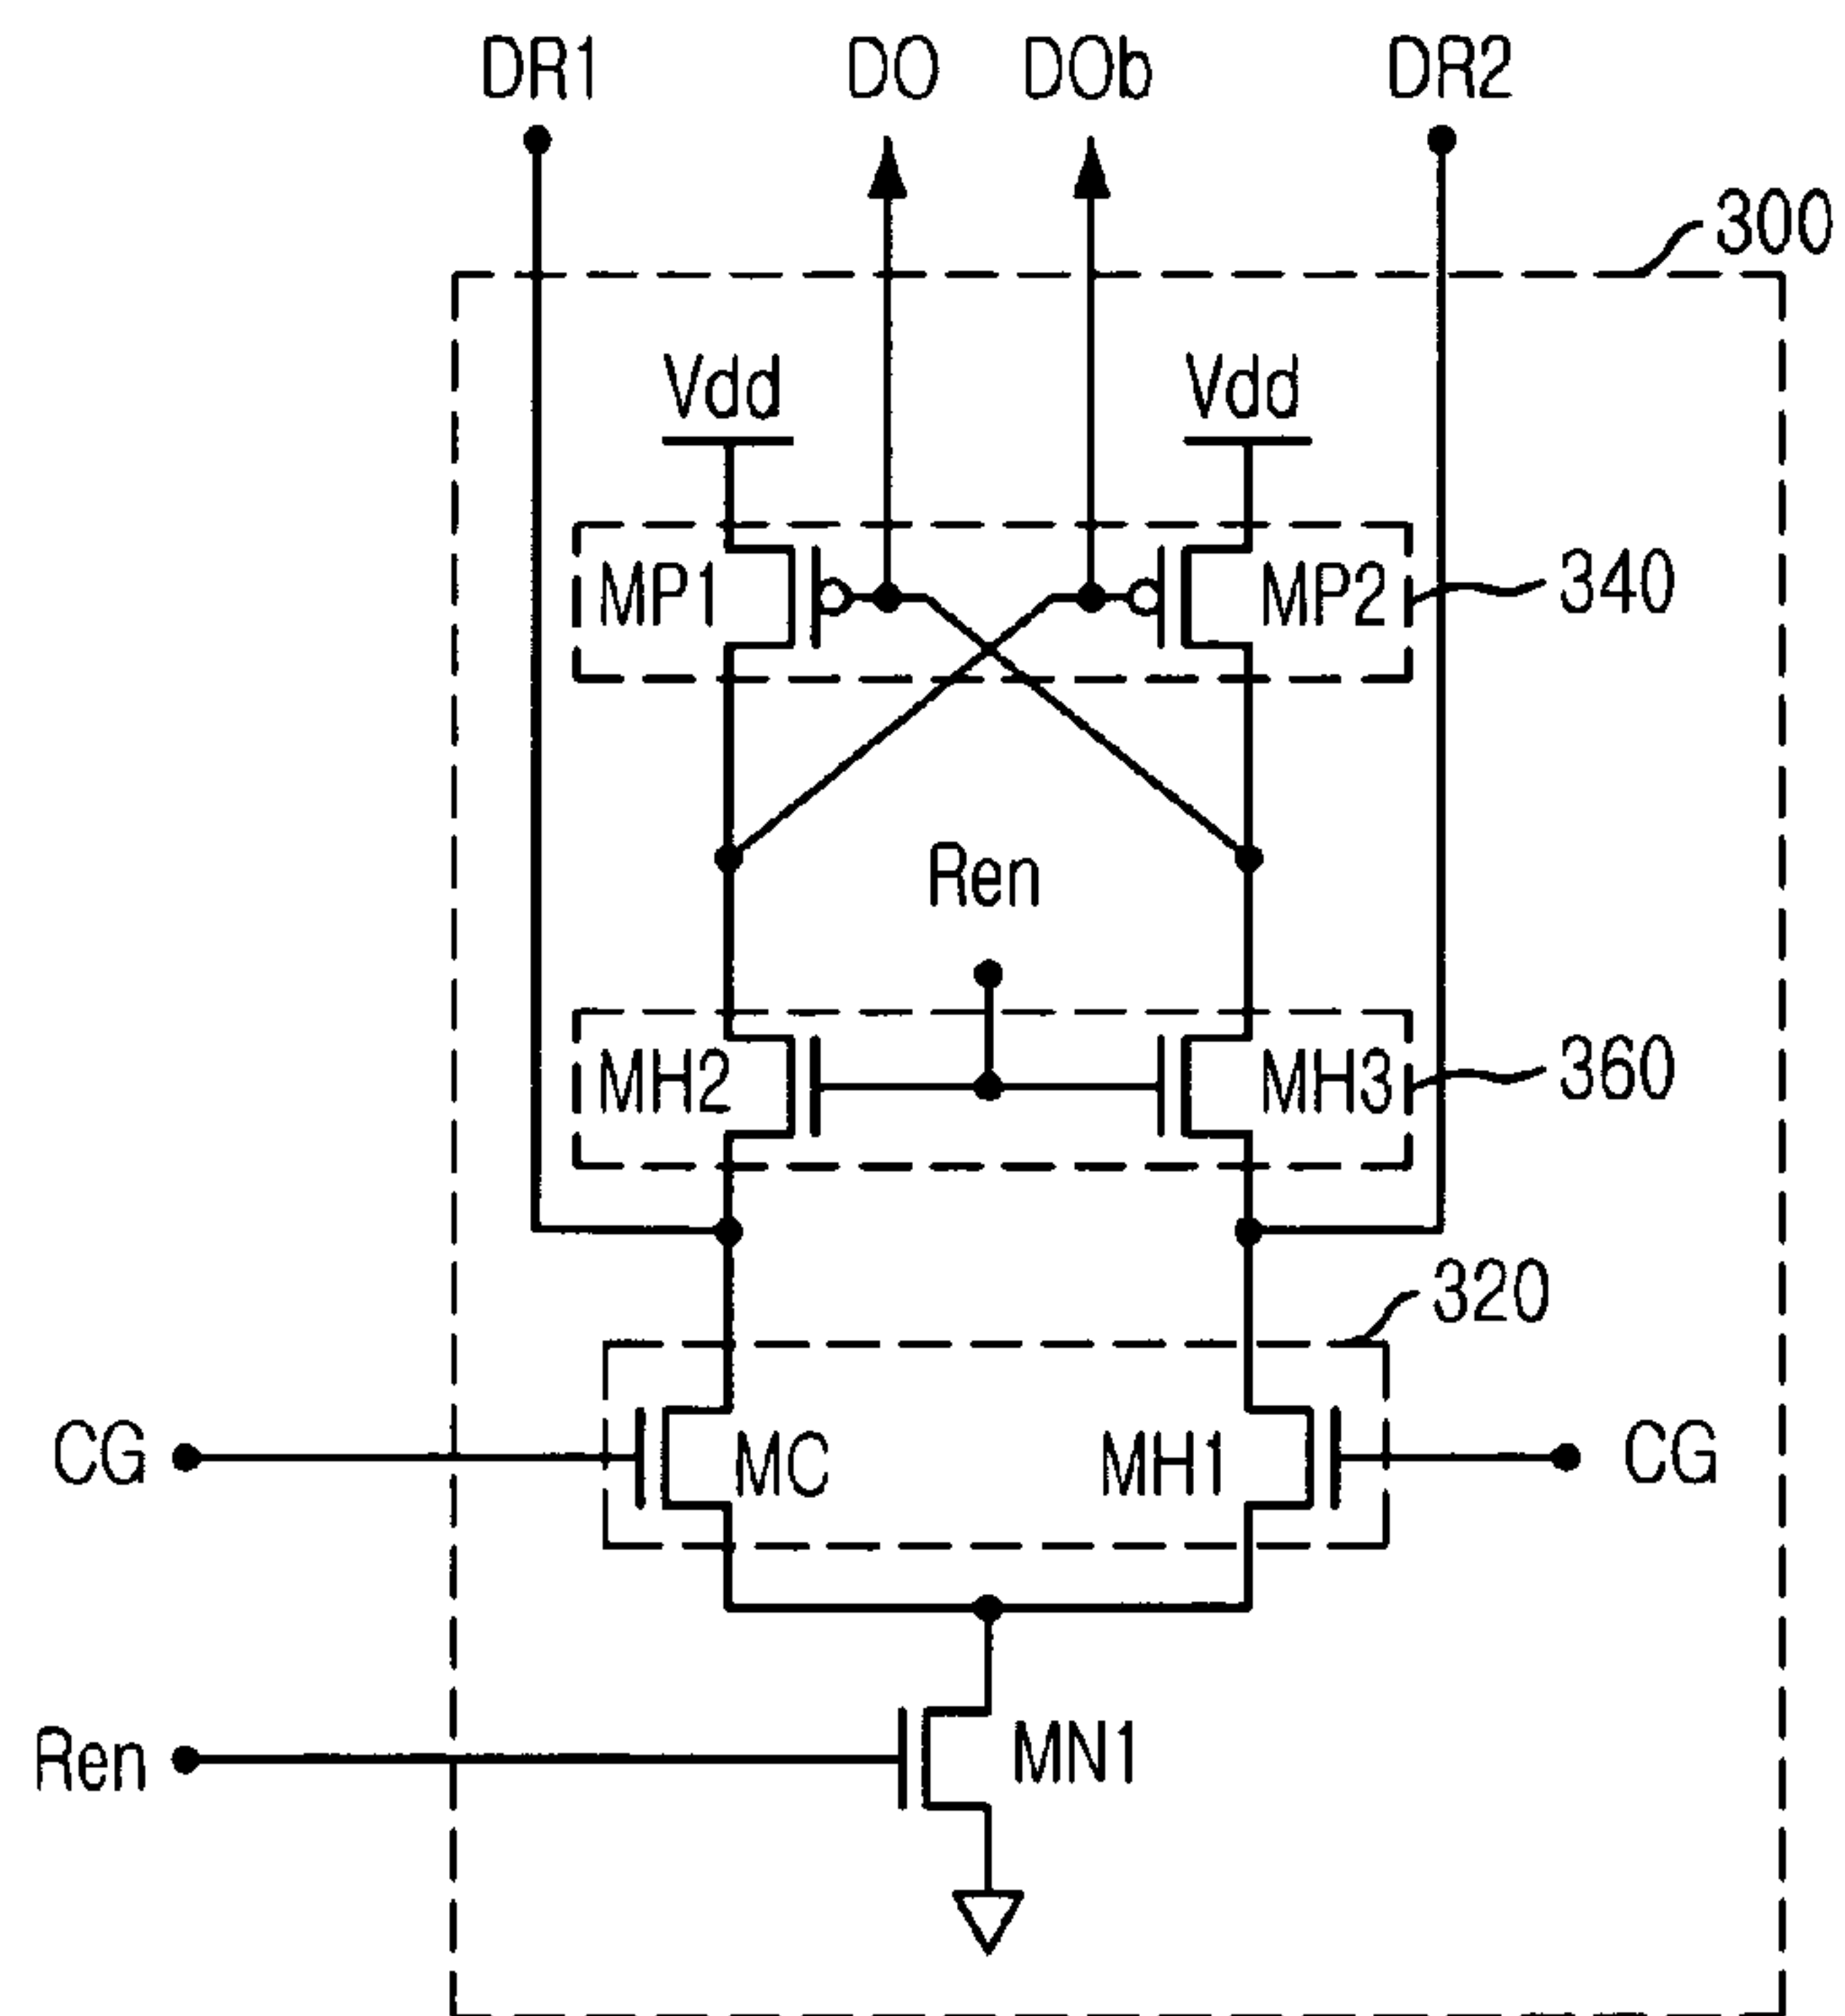 DR1 DO DOb DR2
300
Vdd Vdd
MP1 MP2 340
Ren
MH2 MH3 360
320
CG MC MH1 CG
Ren MN1